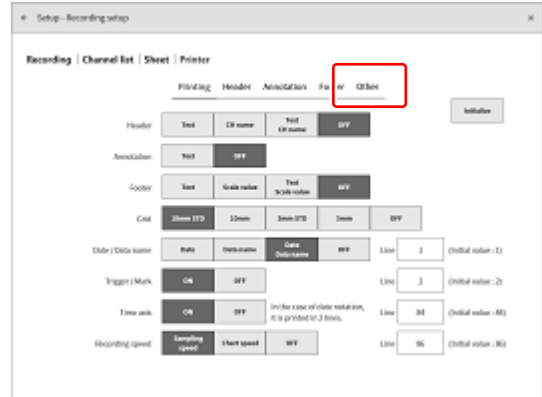 Setup - Recording setup
Recording | Channel list | Sheet | Printer
Printing Header Annotation Other
Initialize
Header Text CH name Text CH name OFF
Annotation Text OFF
Footer Text Scale value Text Scale value OFF
Grid 10mm STD 10mm 5mm STD 5mm OFF
Date / Data name Date Data name Date Data name OFF Line 1 (Initial value : 1)
Trigger / Mark ON OFF Line 2 (Initial value : 2)
Time axis ON OFF In the case of date notation, it is printed in 2 lines. Line 84 (Initial value : 84)
Recording speed Sampling speed Chart speed OFF Line 86 (Initial value : 86)